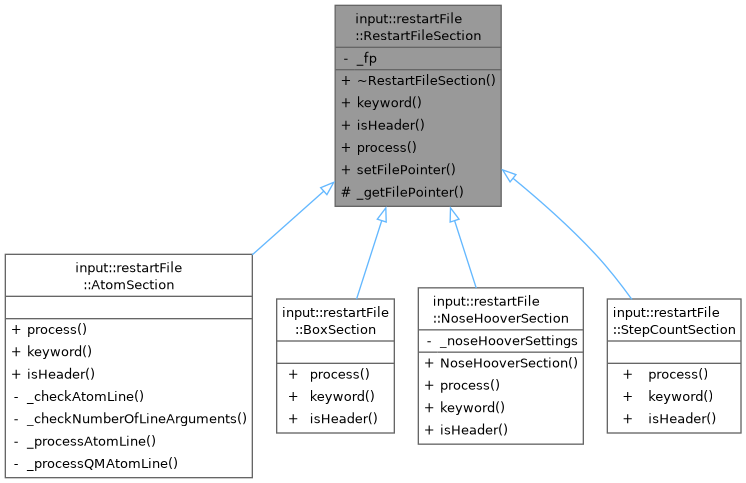 input::restartFile
::RestartFileSection
- _fp
+ ~RestartFileSection()
+ keyword()
+ isHeader()
+ process()
+ setFilePointer()
# _getFilePointer()
input::restartFile
::AtomSection
+ process()
+ keyword()
+ isHeader()
- _checkAtomLine()
- _checkNumberOfLineArguments()
- _processAtomLine()
- _processQMAtomLine()
input::restartFile
::BoxSection
+ process()
+ keyword()
+ isHeader()
input::restartFile
::NoseHooverSection
- _noseHooverSettings
+ NoseHooverSection()
+ process()
+ keyword()
+ isHeader()
input::restartFile
::StepCountSection
+ process()
+ keyword()
+ isHeader()